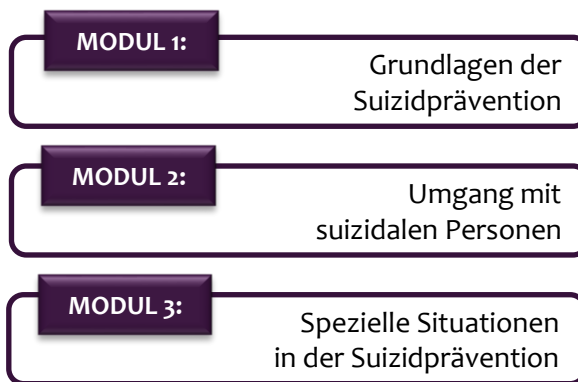 MODUL 1:
Grundlagen der
Suizidprävention
MODUL 2:
Umgang mit
suizidalen Personen
MODUL 3:
Spezielle Situationen
in der Suizidprävention